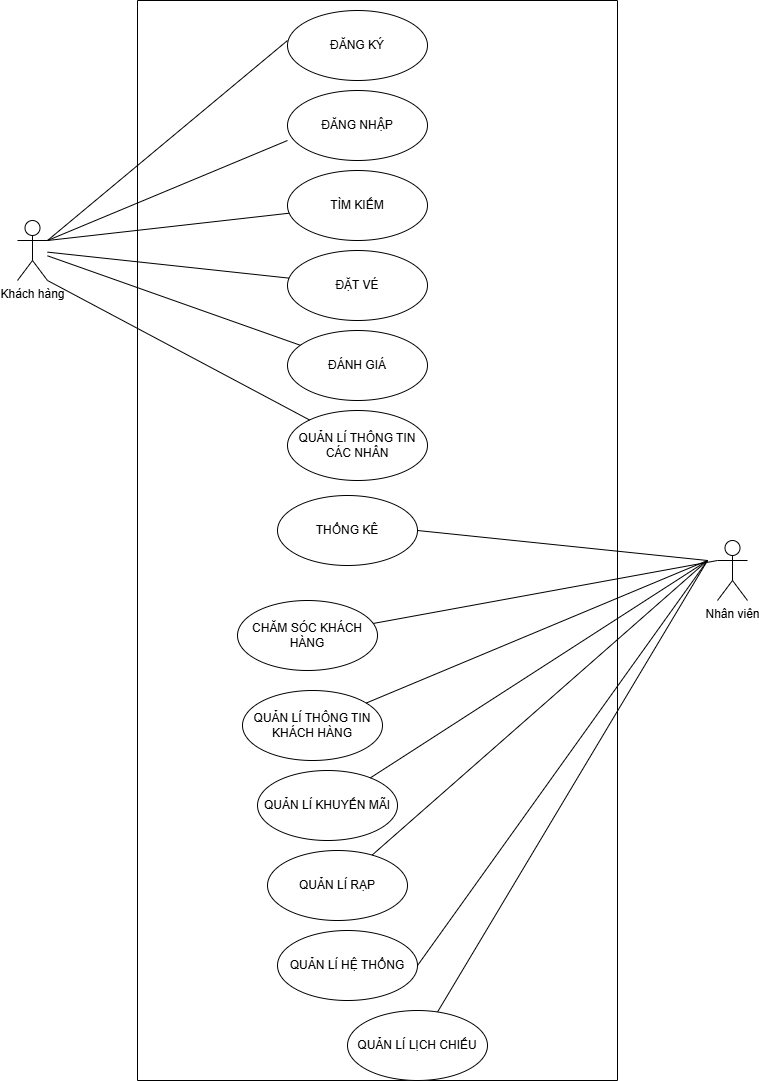 ĐĂNG KÝ
ĐĂNG NHẬP
TÌM KIẾM
Khách hàng
ĐẶT VÉ
ĐÁNH GIÁ
QUẢN LÍ THÔNG TIN
CÁC NHÂN
THỐNG KÊ
Nhân viên
CHĂM SÓC KHÁCH
HÀNG
QUẢN LÍ THÔNG TIN
KHÁCH HÀNG
QUẢN LÍ KHUYẾN MÃI
QUẢN LÍ RẠP
QUẢN LÍ HỆ THỐNG
QUẢN LÍ LỊCH CHIẾU